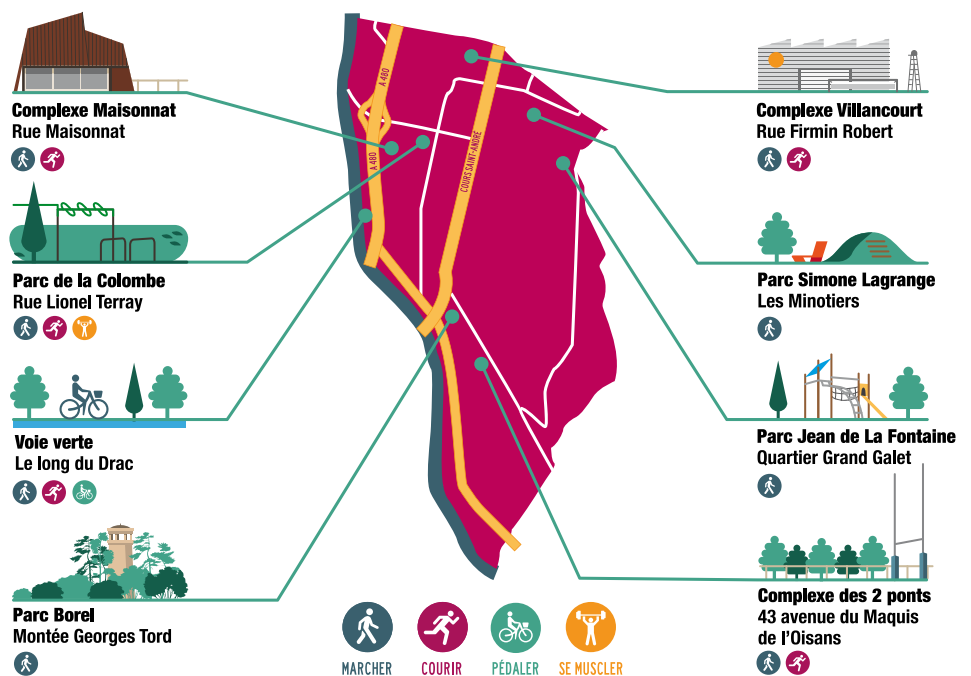 Complexe Maisonnat
Rue Maisonnat
Parc de la Colombe
Rue Lionel Terray
Voie verte
Le long du Drac
Parc Borel
Montée Georges Tord
A 480
A 480
COURS SAINT-ANDRÉ
Complexe Villancourt
Rue Firmin Robert
Parc Simone Lagrange
Les Minotiers
Parc Jean de La Fontaine
Quartier Grand Galet
Complexe des 2 ponts
43 avenue du Maquis
de l'Oisans
MARCHER
COURIR
PÉDALER
SE MUSCLER